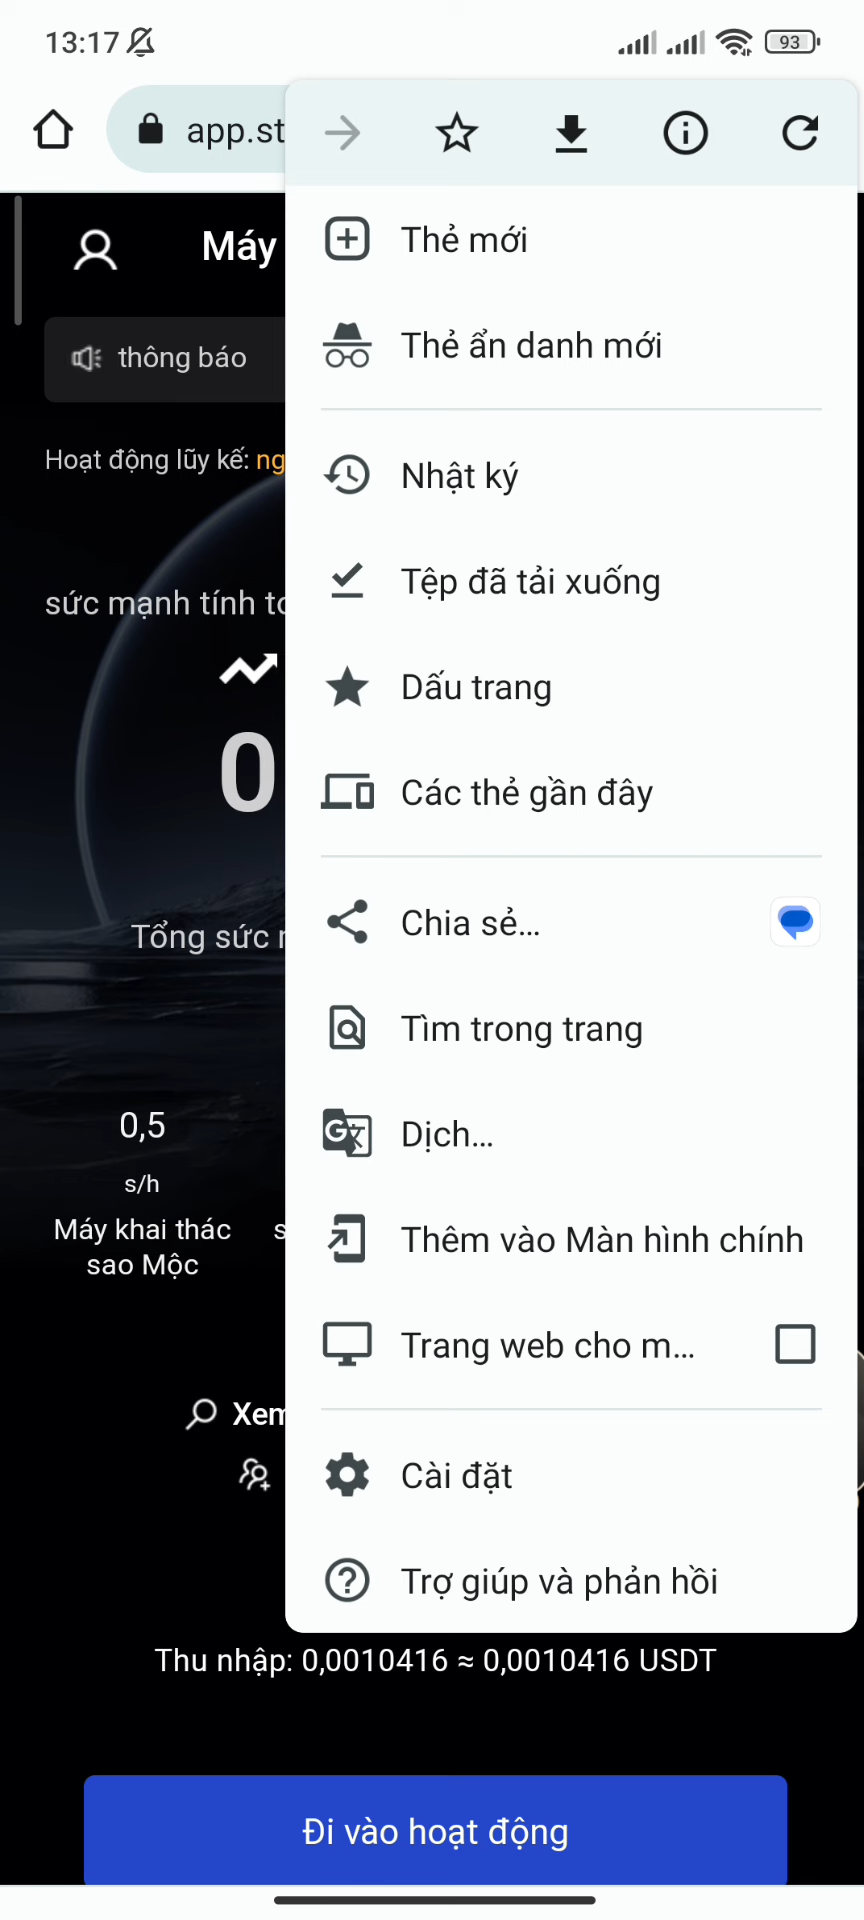 13:17
93
app.st
Máy
Thẻ mới
Thẻ ẩn danh mới
thông báo
Hoạt động lũy kế: ng
Nhật ký
Tệp đã tải xuống
sức mạnh tính to
Dấu trang
0
Các thẻ gần đây
Chia sẻ...
Tổng sức
Tìm trong trang
0,5
Dịch...
s/h
Máy khai thác
sao Mộc
s
Thêm vào Màn hình chính
Trang web cho m...
Xem
Cài đặt
Trợ giúp và phản hồi
Thu nhập: 0,0010416 ≈ 0,0010416 USDT
Đi vào hoạt động